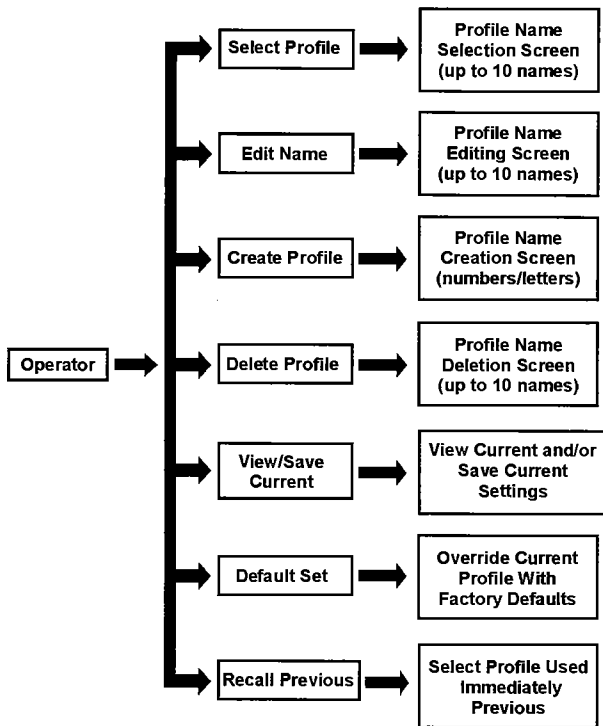 Select Profile
Profile Name
Selection Screen
(up to 10 names)
Edit Name
Profile Name
Editing Screen
(up to 10 names)
Create Profile
Profile Name
Creation Screen
(numbers/letters)
Operator
Delete Profile
Profile Name
Deletion Screen
(up to 10 names)
View/Save
Current
View Current and/or
Save Current
Settings
Default Set
Override Current
Profile With
Factory Defaults
Recall Previous
Select Profile Used
Immediately
Previous